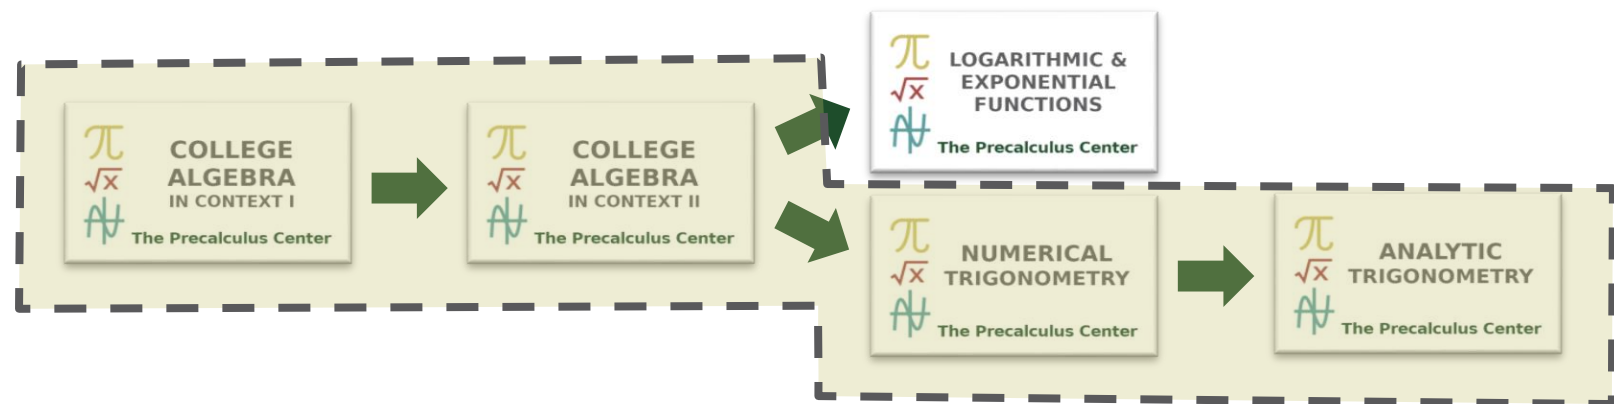 COLLEGE
ALGEBRA
IN CONTEXT I
The Precalculus Center
COLLEGE
ALGEBRA
IN CONTEXT II
The Precalculus Center
LOGARITHMIC &
EXPONENTIAL
FUNCTIONS
The Precalculus Center
NUMERICAL
TRIGONOMETRY
The Precalculus Center
ANALYTIC
TRIGONOMETRY
The Precalculus Center
π
√x
π
√x
π
√x
π
√x
π
√x